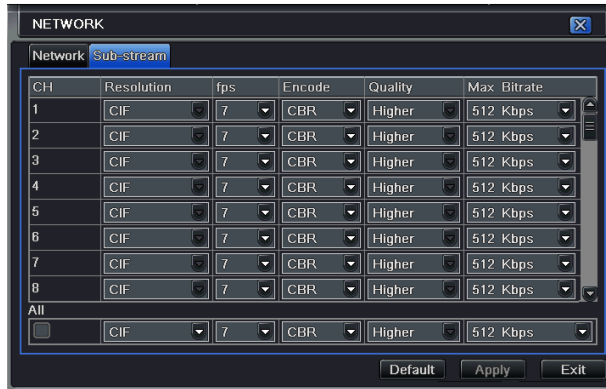 NETWORK
Network Sub-stream
CH Resolution fps Encode Quality Max Bitrate
1 CIF 7 CBR Higher 512 Kbps
2 CIF 7 CBR Higher 512 Kbps
3 CIF 7 CBR Higher 512 Kbps
4 CIF 7 CBR Higher 512 Kbps
5 CIF 7 CBR Higher 512 Kbps
6 CIF 7 CBR Higher 512 Kbps
7 CIF 7 CBR Higher 512 Kbps
8 CIF 7 CBR Higher 512 Kbps
All
CIF 7 CBR Higher 512 Kbps
Default Apply Exit